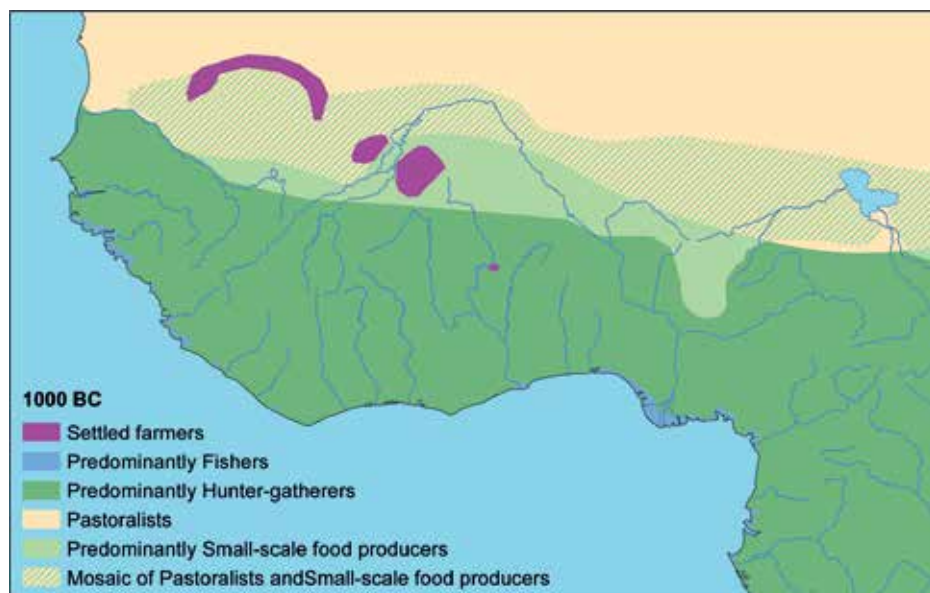 1000 BC
Settled farmers
Predominantly Fishers
Predominantly Hunter-gatherers
Pastoralists
Predominantly Small-scale food producers
Mosaic of Pastoralists andSmall-scale food producers